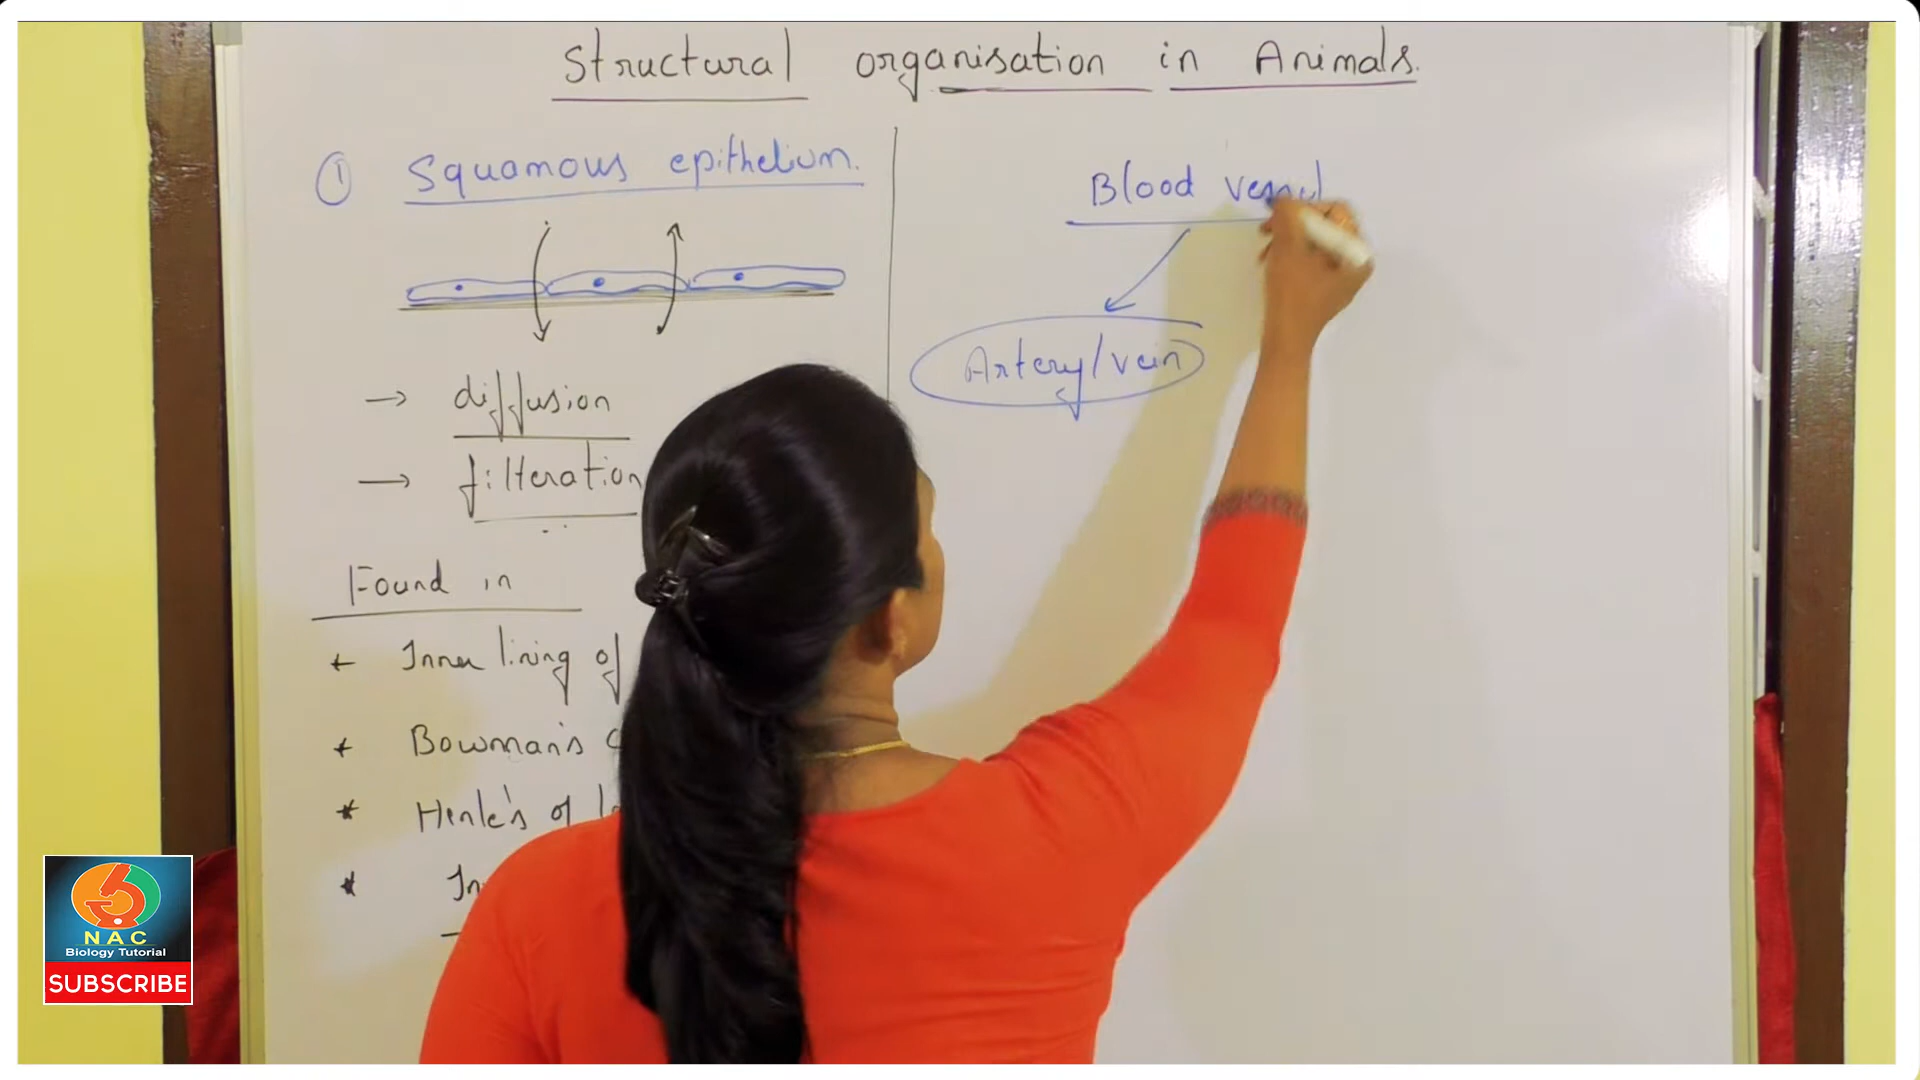 Structural organisation in Animals.
① Squamous epithelium.
→ diffusion
→ filteration
Found in
Inner lining of
Bowman's
Henle's of
Blood vessel
Artery/vein
NAC
Biology Tutorial
SUBSCRIBE